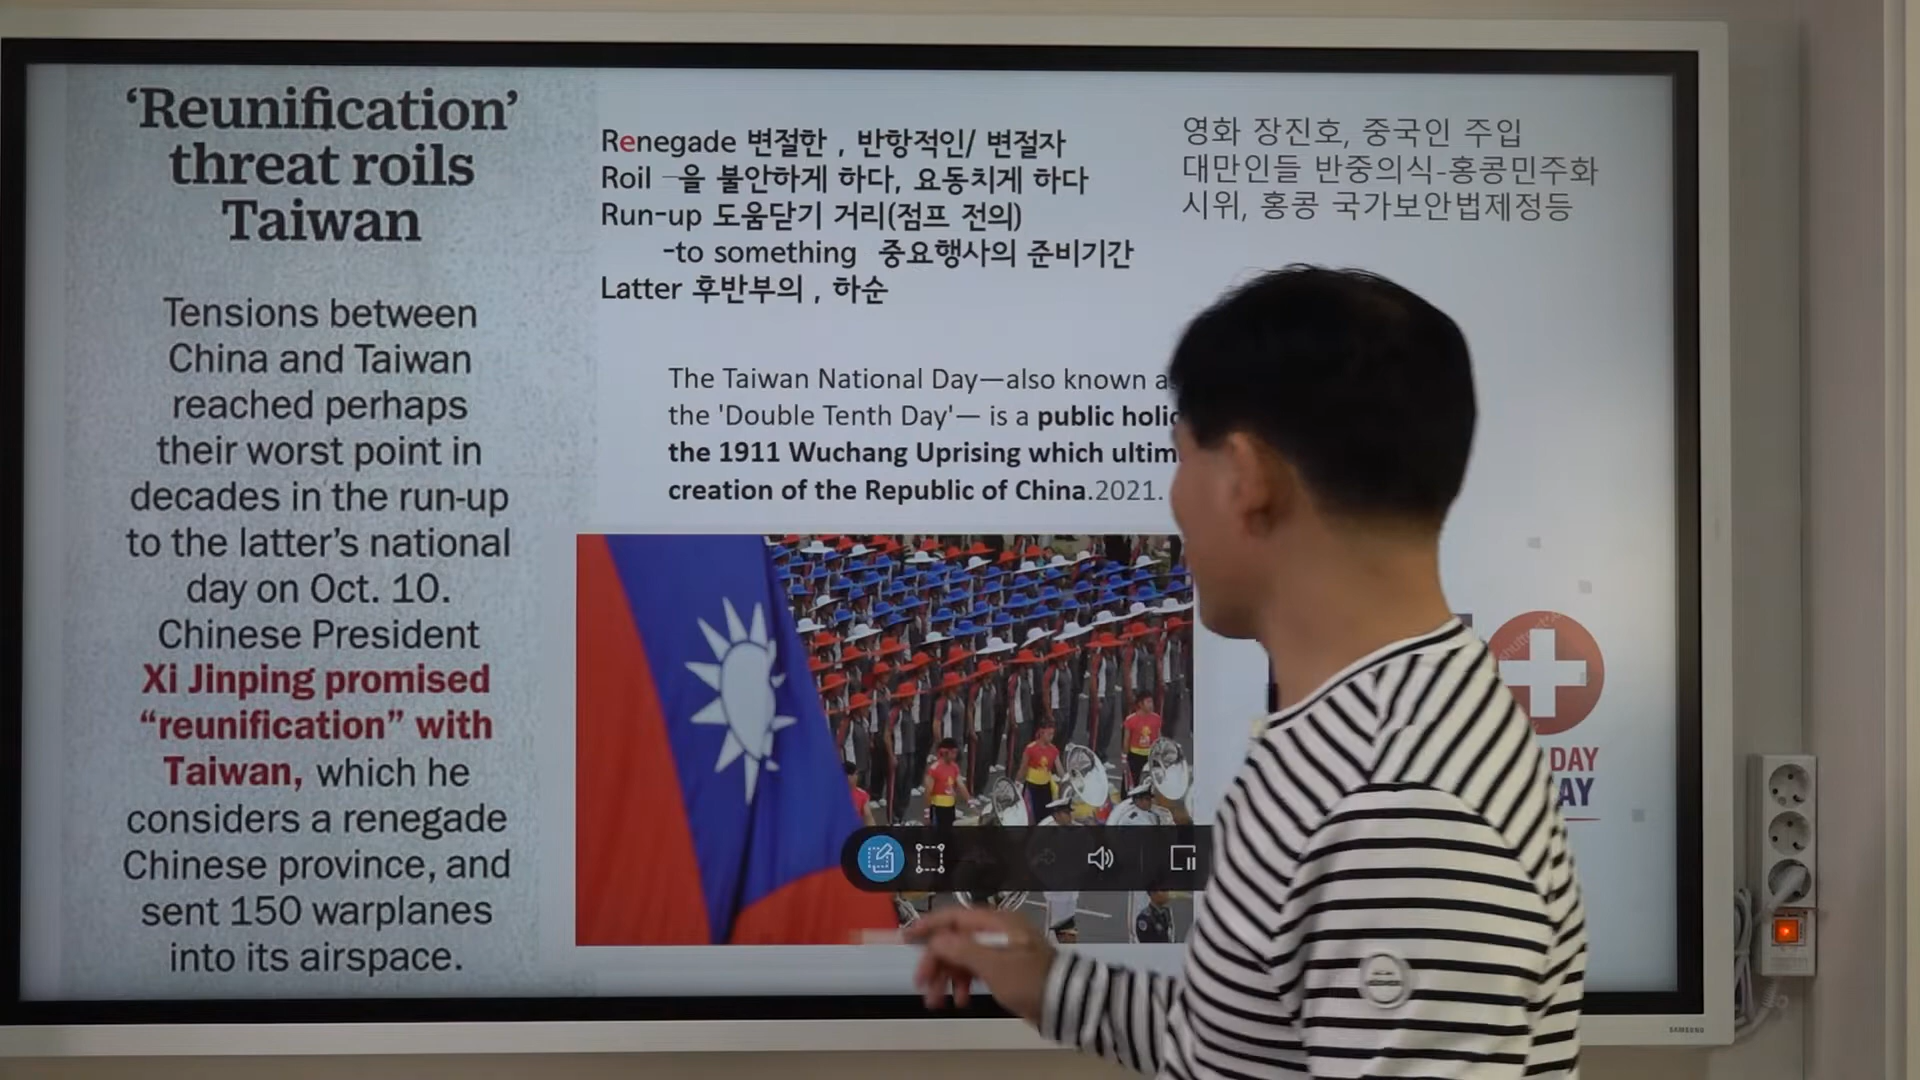 ‘Reunification’
threat roils
Taiwan
Tensions between
China and Taiwan
reached perhaps
their worst point in
decades in the run-up
to the latter’s national
day on Oct. 10.
Chinese President
Xi Jinping promised
“reunification” with
Taiwan, which he
considers a renegade
Chinese province, and
sent 150 warplanes
into its airspace.
Renegade 변절한 , 반항적인/ 변절자
Roil –을 불안하게 하다, 요동치게 하다
Run-up 도움닫기 거리(점프 전의)
-to something 중요행사의 준비기간
Latter 후반부의 , 하순
영화 장진호, 중국인 주입
대만인들 반중의식-홍콩민주화
시위, 홍콩 국가보안법제정등
The Taiwan National Day—also known
the 'Double Tenth Day'— is a public
the 1911 Wuchang Uprising which
creation of the Republic of China.2021.
DAY
AY
SAMSUNG